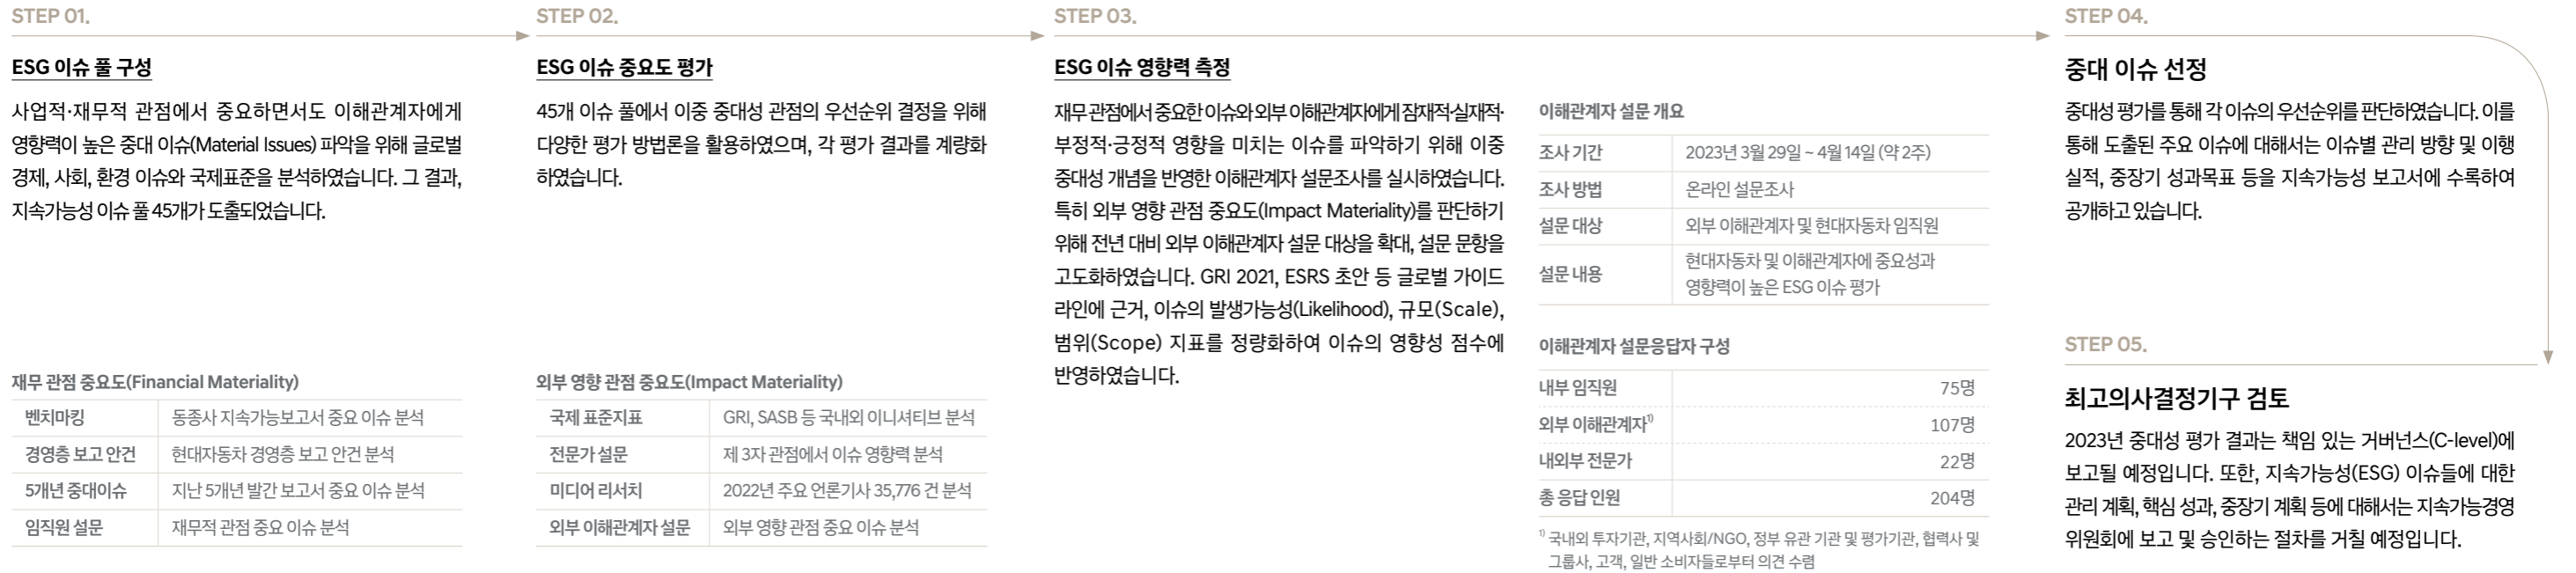 STEP 01.
ESG 이슈 풀 구성
사업적·재무적 관점에서 중요하면서도 이해관계자에게
영향력이 높은 중대 이슈(Material Issues) 파악을 위해 글로벌
경제, 사회, 환경 이슈와 국제표준을 분석하였습니다. 그 결과,
지속가능성 이슈 풀 45개가 도출되었습니다.
재무 관점 중요도(Financial Materiality)
벤치마킹 동종사 지속가능보고서 중요 이슈 분석
경영층 보고 안건 현대자동차 경영층 보고 안건 분석
5개년 중대이슈 지난 5개년 발간 보고서 중요 이슈 분석
임직원 설문 재무적 관점 중요 이슈 분석
STEP 02.
ESG 이슈 중요도 평가
45개 이슈 풀에서 이중 중대성 관점의 우선순위 결정을 위해
다양한 평가 방법론을 활용하였으며, 각 평가 결과를 계량화
하였습니다.
외부 영향 관점 중요도(Impact Materiality)
국제 표준지표 GRI, SASB 등 국내외 이니셔티브 분석
전문가 설문 제 3자 관점에서 이슈 영향력 분석
미디어 리서치 2022년 주요 언론기사 35,776 건 분석
외부 이해관계자 설문 외부 영향 관점 중요 이슈 분석
STEP 03.
ESG 이슈 영향력 측정
재무 관점에서 중요한 이슈와 외부 이해관계자에게 잠재적·실재적·
부정적·긍정적 영향을 미치는 이슈를 파악하기 위해 이중
중대성 개념을 반영한 이해관계자 설문조사를 실시하였습니다.
특히 외부 영향 관점 중요도(Impact Materiality)를 판단하기
위해 전년 대비 외부 이해관계자 설문 대상을 확대, 설문 문항을
고도화하였습니다. GRI 2021, ESRS 초안 등 글로벌 가이드
라인에 근거, 이슈의 발생가능성(Likelihood), 규모(Scale),
범위(Scope) 지표를 정량화하여 이슈의 영향성 점수에
반영하였습니다.
이해관계자 설문 개요
조사 기간 2023년 3월 29일 ~ 4월 14일 (약 2주)
조사 방법 온라인 설문조사
설문 대상 외부 이해관계자 및 현대자동차 임직원
설문 내용 현대자동차 및 이해관계자에 중요성과
영향력이 높은 ESG 이슈 평가
이해관계자 설문응답자 구성
내부 임직원 75명
외부 이해관계자1) 107명
내외부 전문가 22명
총 응답 인원 204명
1) 국내외 투자기관, 지역사회/NGO, 정부 유관 기관 및 평가기관, 협력사 및
그룹사, 고객, 일반 소비자들로부터 의견 수렴
STEP 04.
중대 이슈 선정
중대성 평가를 통해 각 이슈의 우선순위를 판단하였습니다. 이를
통해 도출된 주요 이슈에 대해서는 이슈별 관리 방향 및 이행
실적, 중장기 성과목표 등을 지속가능성 보고서에 수록하여
공개하고 있습니다.
STEP 05.
최고의사결정기구 검토
2023년 중대성 평가 결과는 책임 있는 거버넌스(C-level)에
보고될 예정입니다. 또한, 지속가능성(ESG) 이슈들에 대한
관리 계획, 핵심 성과, 중장기 계획 등에 대해서는 지속가능경영
위원회에 보고 및 승인하는 절차를 거칠 예정입니다.